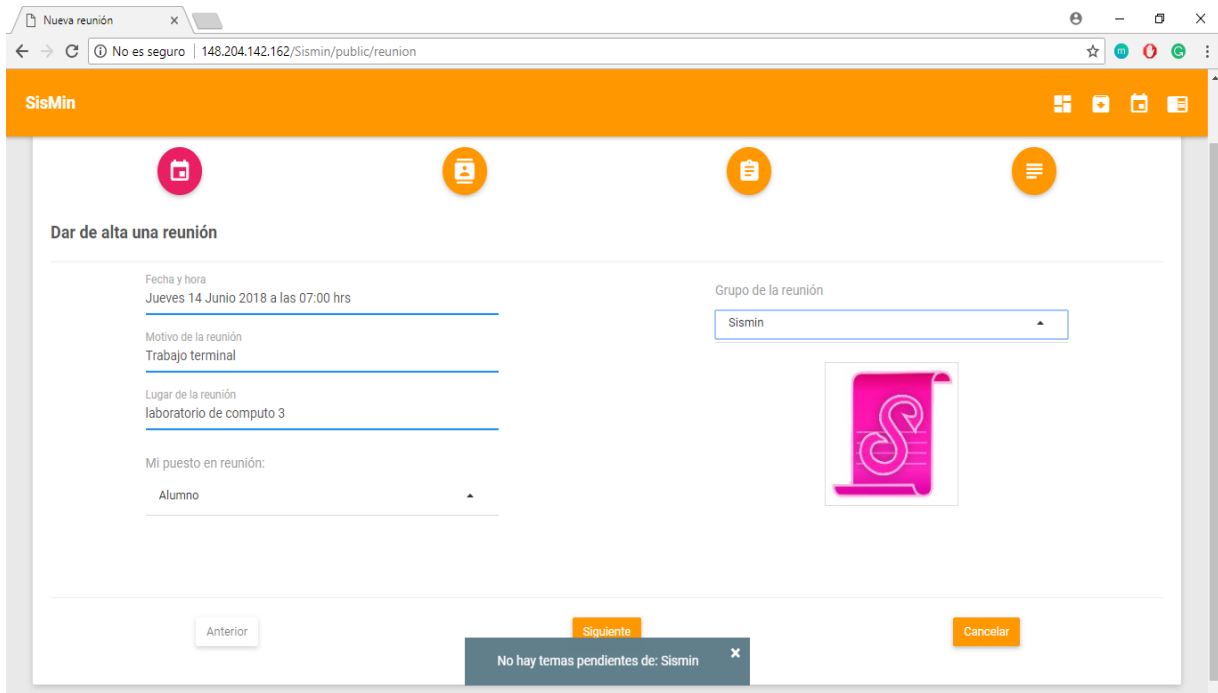 Nueva reunión
No es seguro | 148.204.142.162/Sismin/public/reunion
SisMin
Dar de alta una reunión
Fecha y hora
Jueves 14 Junio 2018 a las 07:00 hrs
Motivo de la reunión
Trabajo terminal
Lugar de la reunión
laboratorio de computo 3
Mi puesto en reunión:
Alumno
Grupo de la reunión
Sismin
S
Anterior
Siguiente
Cancelar
No hay temas pendientes de: Sismin